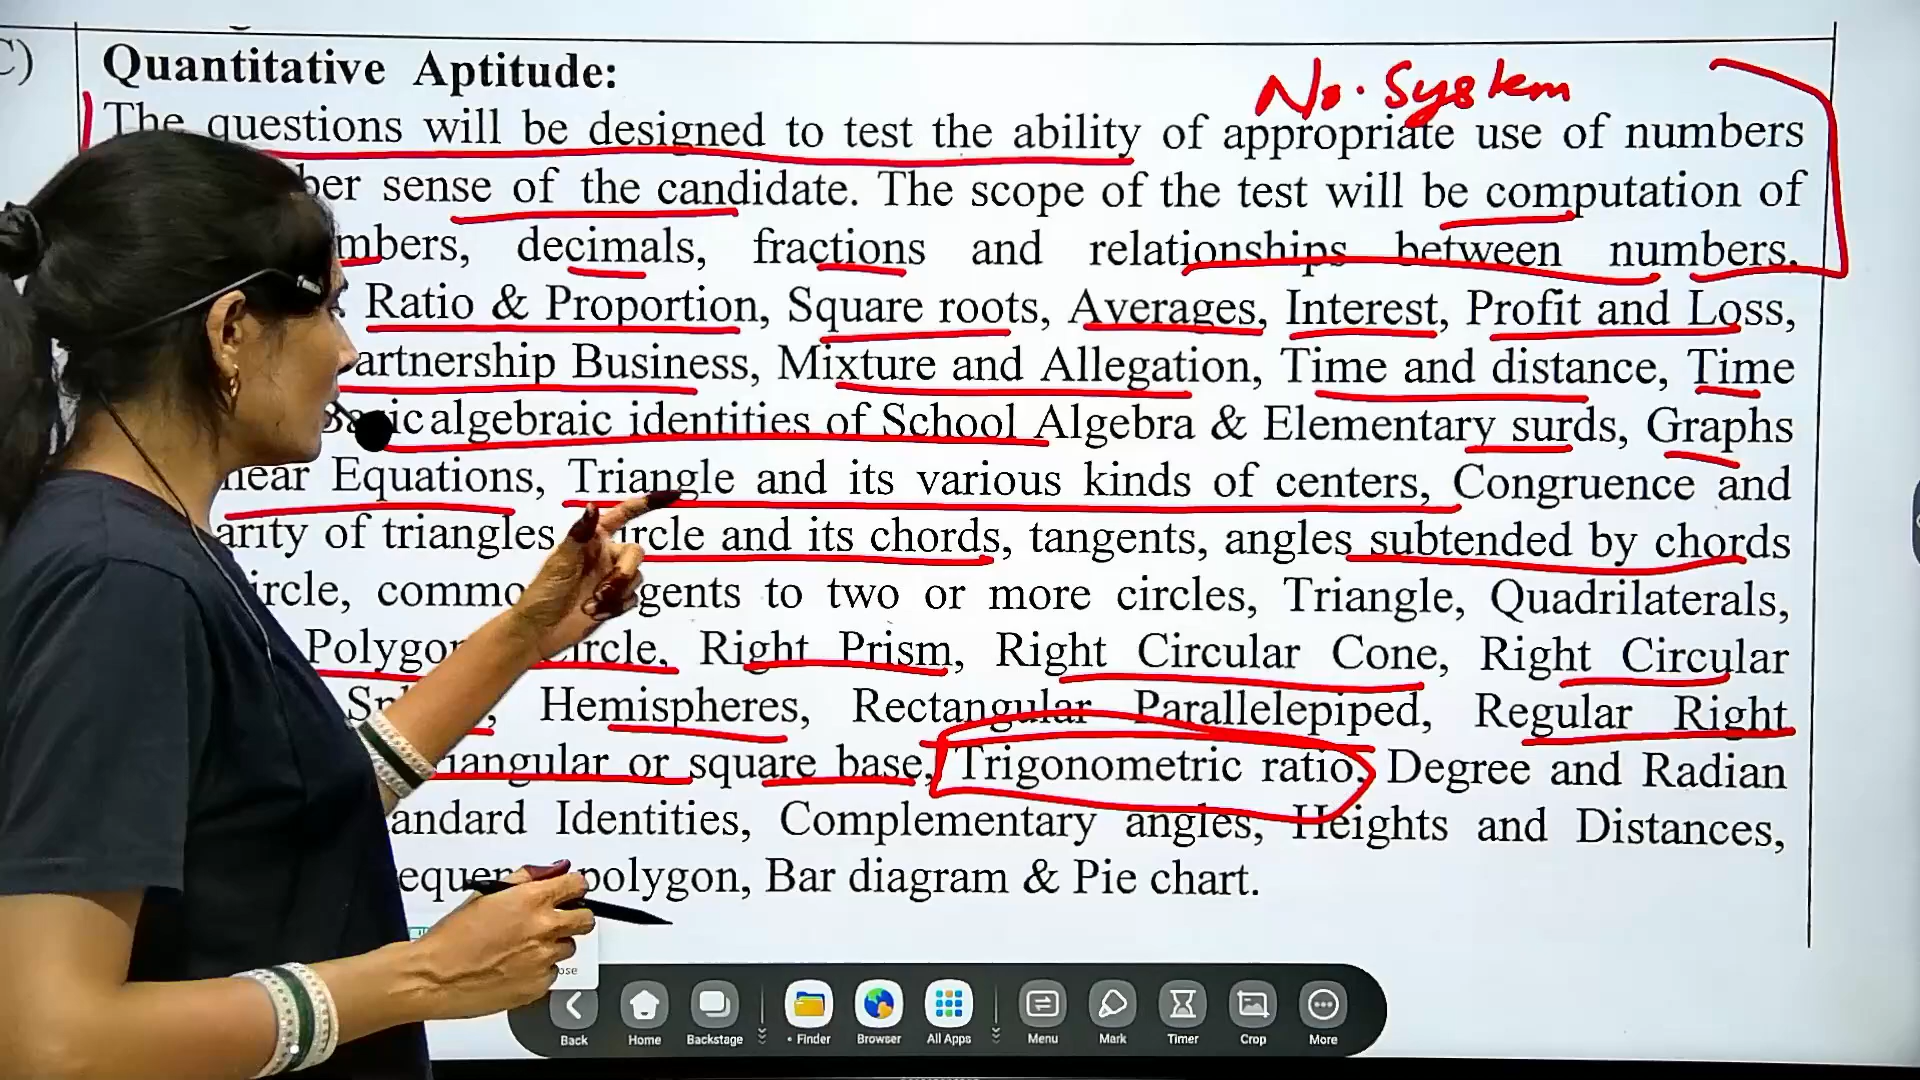 C)
Quantitative Aptitude:
No. System
The questions will be designed to test the ability of appropriate use of numbers
sense of the candidate. The scope of the test will be computation of
decimals, fractions and relationships between numbers.
Ratio & Proportion, Square roots, Averages, Interest, Profit and Loss,
artnership Business, Mixture and Allegation, Time and distance, Time
algebraic identities of School Algebra & Elementary surds, Graphs
near Equations, Triangle and its various kinds of centers, Congruence and
arity of triangles ircle and its chords, tangents, angles subtended by chords
ircle, commo gents to two or more circles, Triangle, Quadrilaterals,
Polygon ircle, Right Prism, Right Circular Cone, Right Circular
Hemispheres, Rectangular Parallelepiped, Regular Right
iangular or square base, Trigonometric ratio, Degree and Radian
andard Identities, Complementary angles, Heights and Distances,
equen polygon, Bar diagram & Pie chart.
ose
Back Home Backstage Finder Browser All Apps Menu Mark Timer Crop More